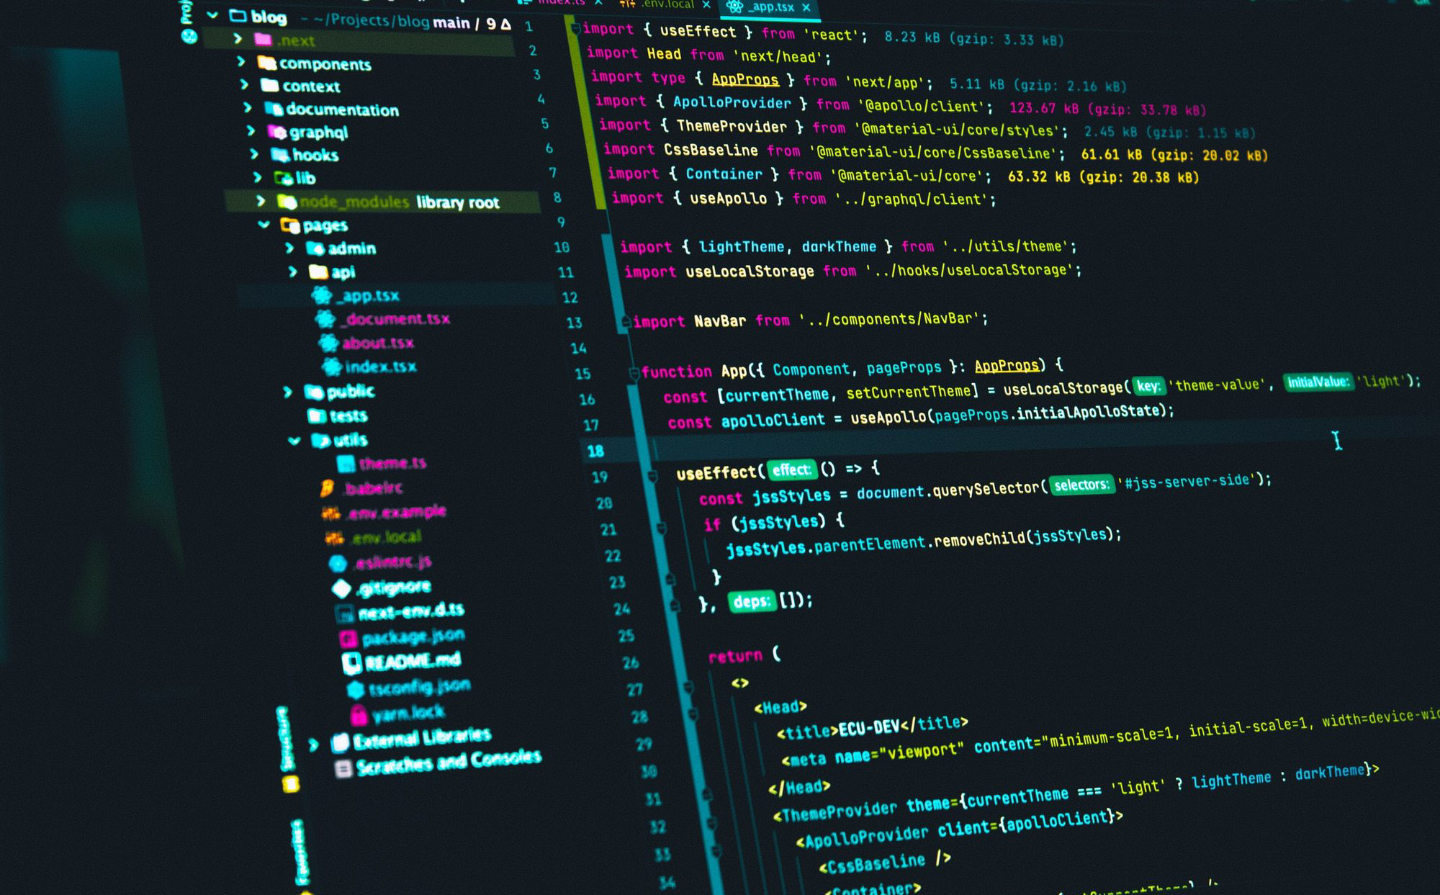 index.ts .env.local _app.tsx
blog ~/Projects/blog main / 9 Δ
.next
components
context
documentation
graphql
hooks
lib
node_modules library root
pages
admin
api
_app.tsx
_document.tsx
about.tsx
index.tsx
public
tests
utils
theme.ts
.babelrc
.env.example
.env.local
.eslintrc.js
.gitignore
next-env.d.ts
package.json
README.md
tsconfig.json
yarn.lock
External Libraries
Scratches and Consoles
Favorites
1 import { useEffect } from 'react'; 8.23 kB (gzip: 3.33 kB)
2 import Head from 'next/head';
3 import type { AppProps } from 'next/app'; 5.11 kB (gzip: 2.16 kB)
4 import { ApolloProvider } from '@apollo/client'; 123.67 kB (gzip: 33.78 kB)
5 import { ThemeProvider } from '@material-ui/core/styles'; 2.45 kB (gzip: 1.15 kB)
6 import CssBaseline from '@material-ui/core/CssBaseline'; 61.61 kB (gzip: 20.02 kB)
7 import { Container } from '@material-ui/core'; 63.32 kB (gzip: 20.38 kB)
8 import { useApollo } from '../graphql/client';
9
10 import { lightTheme, darkTheme } from '../utils/theme';
11 import useLocalStorage from '../hooks/useLocalStorage';
12
13 import NavBar from '../components/NavBar';
14
15 function App({ Component, pageProps }: AppProps) {
16 const [currentTheme, setCurrentTheme] = useLocalStorage( key: 'theme-value', initialValue: 'light');
17 const apolloClient = useApollo(pageProps.initialApolloState);
18
19 useEffect( effect: () => {
20 const jssStyles = document.querySelector( selectors: '#jss-server-side');
21 if (jssStyles) {
22 jssStyles.parentElement.removeChild(jssStyles);
23 }
24 }, deps: []);
25
26 return (
27 <>
28 <Head>
29 <title>ECU-DEV</title>
30 <meta name="viewport" content="minimum-scale=1, initial-scale=1, width=device-wid
31 </Head>
32 <ThemeProvider theme={currentTheme === 'light' ? lightTheme : darkTheme}>
33 <ApolloProvider client={apolloClient}>
34 <CssBaseline />
<Container>